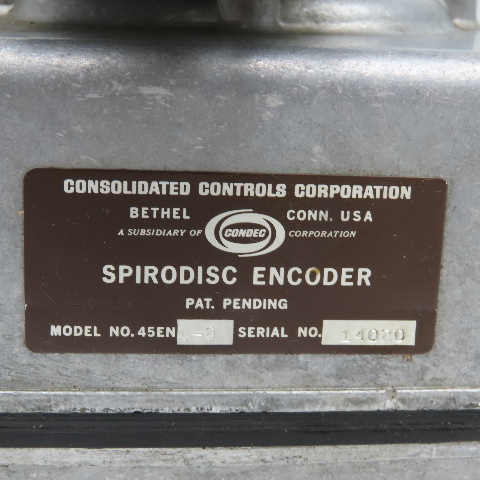 CONSOLIDATED CONTROLS CORPORATION
BETHEL CONN. USA
A SUBSIDIARY OF CONDEC CORPORATION
SPIRODISC ENCODER
PAT. PENDING
MODEL NO. 45EN SERIAL NO. 14080